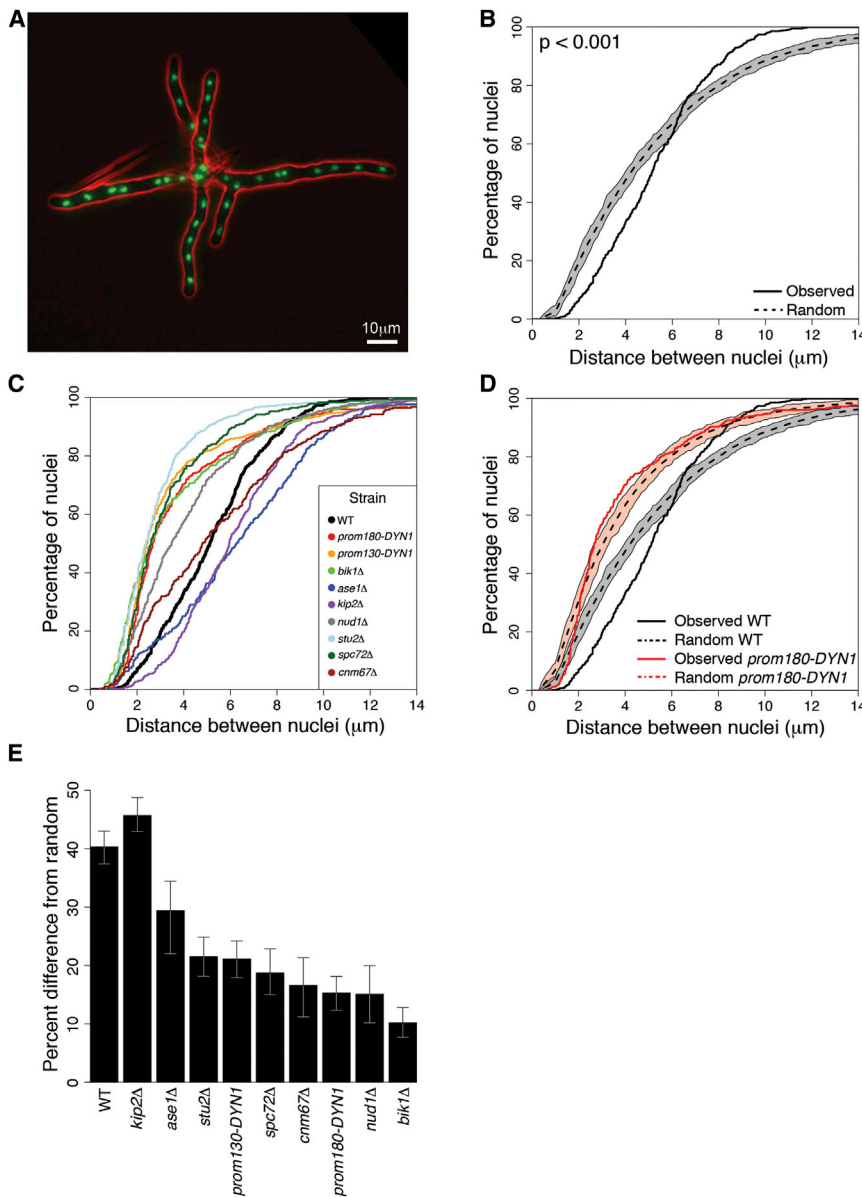 A
10μm
B
p < 0.001
Percentage of nuclei
100
80
60
40
20
0
Observed
Random
0 2 4 6 8 10 12 14
Distance between nuclei (μm)
C
Percentage of nuclei
100
80
60
40
20
0
Strain
WT
prom180-DYN1
prom130-DYN1
bik1Δ
ase1Δ
kip2Δ
nud1Δ
stu2Δ
spc72Δ
cnm67Δ
0 2 4 6 8 10 12 14
Distance between nuclei (μm)
D
Percentage of nuclei
100
80
60
40
20
0
Observed WT
Random WT
Observed prom180-DYN1
Random prom180-DYN1
0 2 4 6 8 10 12 14
Distance between nuclei (μm)
E
Percent difference from random
50
40
30
20
10
0
WT
kip2Δ
ase1Δ
stu2Δ
prom130-DYN1
spc72Δ
cnm67Δ
prom180-DYN1
nud1Δ
bik1Δ